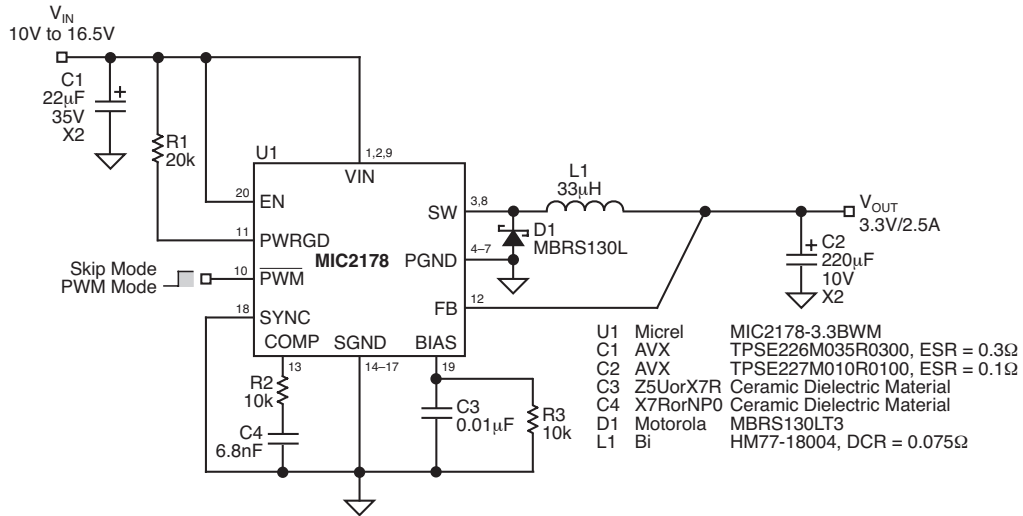 VIN
10V to 16.5V
C1
22µF
35V
X2
+
R1
20k
U1
1,2,9
VIN
20
EN
11
PWRGD
10
PWM
18
SYNC
MIC2178
SW
3,8
PGND
4–7
FB
12
COMP
SGND
BIAS
13
14–17
19
Skip Mode
PWM Mode
L1
33µH
D1
MBRS130L
VOUT
3.3V/2.5A
+
C2
220µF
10V
X2
R2
10k
C4
6.8nF
C3
0.01µF
R3
10k
U1 Micrel MIC2178-3.3BWM
C1 AVX TPSE226M035R0300, ESR = 0.3Ω
C2 AVX TPSE227M010R0100, ESR = 0.1Ω
C3 Z5UorX7R Ceramic Dielectric Material
C4 X7RorNP0 Ceramic Dielectric Material
D1 Motorola MBRS130LT3
L1 Bi HM77-18004, DCR = 0.075Ω